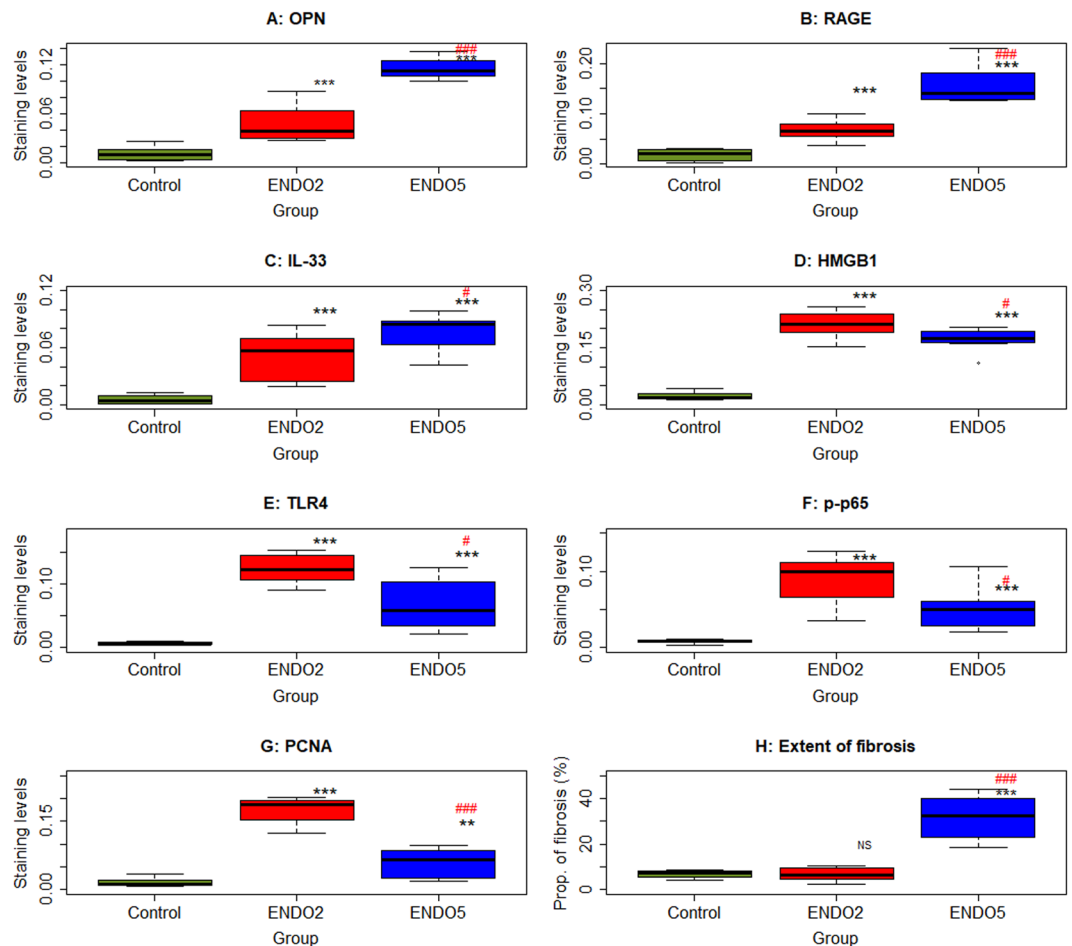 A: OPN
Staining levels
0.00 0.06 0.12
***
###
***
Control ENDO2 ENDO5
Group
B: RAGE
Staining levels
0.00 0.10 0.20
***
###
***
Control ENDO2 ENDO5
Group
C: IL-33
Staining levels
0.00 0.06 0.12
***
#
***
Control ENDO2 ENDO5
Group
D: HMGB1
Staining levels
0.00 0.15 0.30
***
#
***
Control ENDO2 ENDO5
Group
E: TLR4
Staining levels
0.00 0.10
***
#
***
Control ENDO2 ENDO5
Group
F: p-p65
Staining levels
0.00 0.10
***
#
***
Control ENDO2 ENDO5
Group
G: PCNA
Staining levels
0.00 0.15
***
###
**
Control ENDO2 ENDO5
Group
H: Extent of fibrosis
Prop. of fibrosis (%)
0 20 40
NS
###
***
Control ENDO2 ENDO5
Group